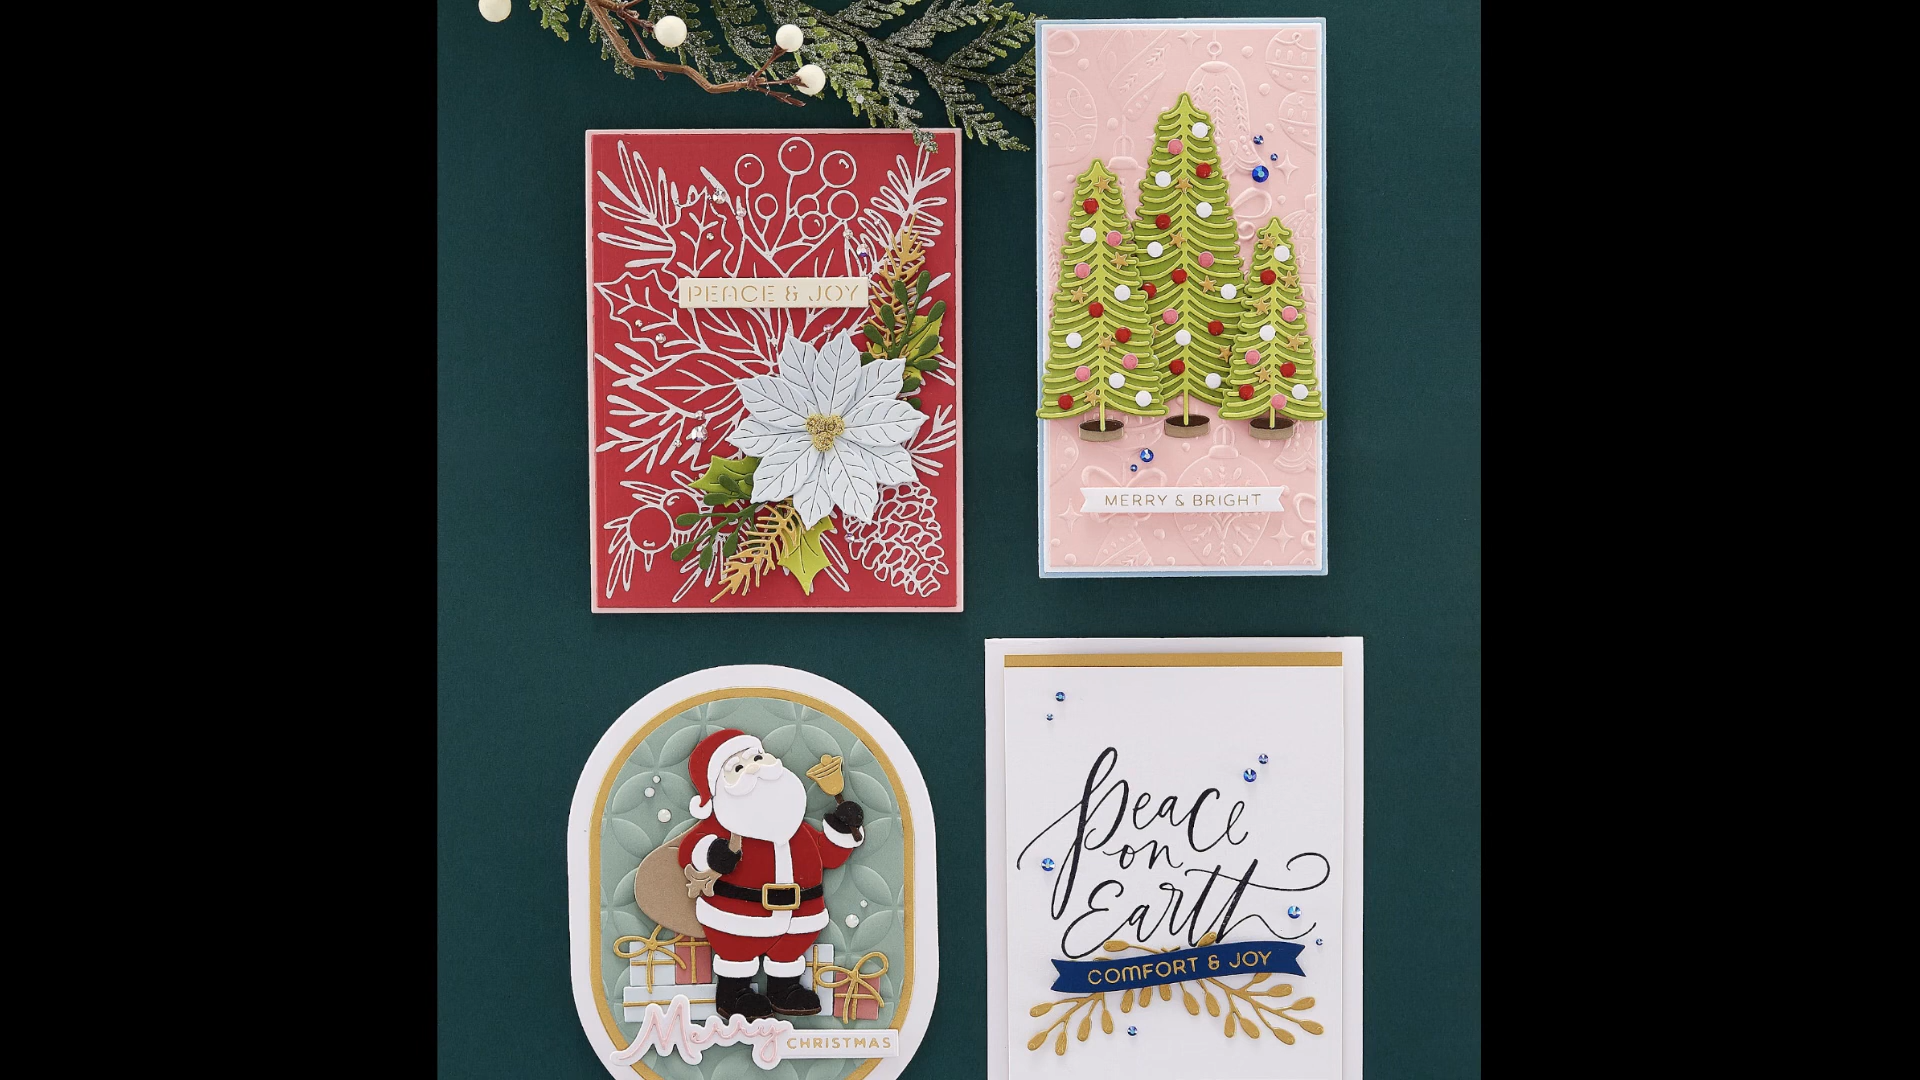 PEACE & JOY
MERRY & BRIGHT
Merry
CHRISTMAS
Peace
on
Earth
COMFORT & JOY